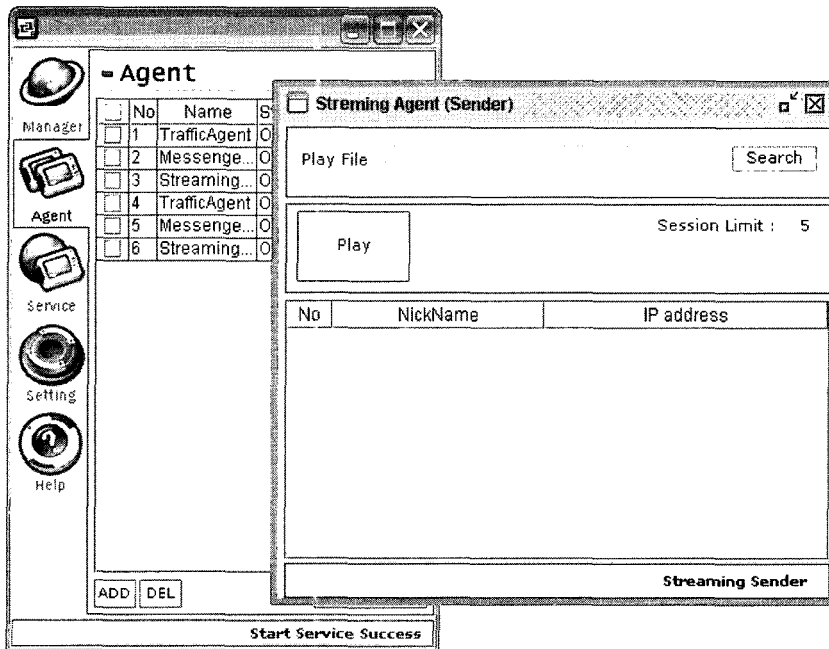 Manager
Agent
Service
Setting
Help
- Agent
No Name S
1 TrafficAgent O
2 Messenge... O
3 Streaming... O
4 TrafficAgent O
5 Messenge... O
6 Streaming... O
ADD DEL
Start Service Success
Streming Agent (Sender)
Play File Search
Play Session Limit : 5
No NickName IP address
Streaming Sender